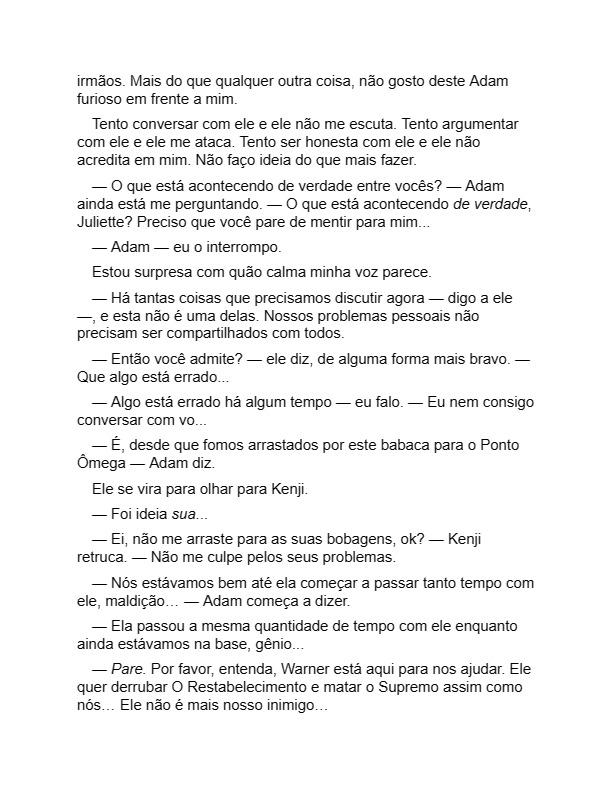 irmãos. Mais do que qualquer outra coisa, não gosto deste Adam
furioso em frente a mim.
Tento conversar com ele e ele não me escuta. Tento argumentar
com ele e ele me ataca. Tento ser honesta com ele e ele não
acredita em mim. Não faço ideia do que mais fazer.
— O que está acontecendo de verdade entre vocês? — Adam
ainda está me perguntando. — O que está acontecendo de verdade,
Juliette? Preciso que você pare de mentir para mim...
— Adam — eu o interrompo.
Estou surpresa com quão calma minha voz parece.
— Há tantas coisas que precisamos discutir agora — digo a ele
—, e esta não é uma delas. Nossos problemas pessoais não
precisam ser compartilhados com todos.
— Então você admite? — ele diz, de alguma forma mais bravo. —
Que algo está errado...
— Algo está errado há algum tempo — eu falo. — Eu nem consigo
conversar com vo...
— É, desde que fomos arrastados por este babaca para o Ponto
Ômega — Adam diz.
Ele se vira para olhar para Kenji.
— Foi ideia sua...
— Ei, não me arraste para as suas bobagens, ok? — Kenji
retruca. — Não me culpe pelos seus problemas.
— Nós estávamos bem até ela começar a passar tanto tempo com
ele, maldição… — Adam começa a dizer.
— Ela passou a mesma quantidade de tempo com ele enquanto
ainda estávamos na base, gênio...
— Pare. Por favor, entenda, Warner está aqui para nos ajudar. Ele
quer derrubar O Restabelecimento e matar o Supremo assim como
nós… Ele não é mais nosso inimigo…